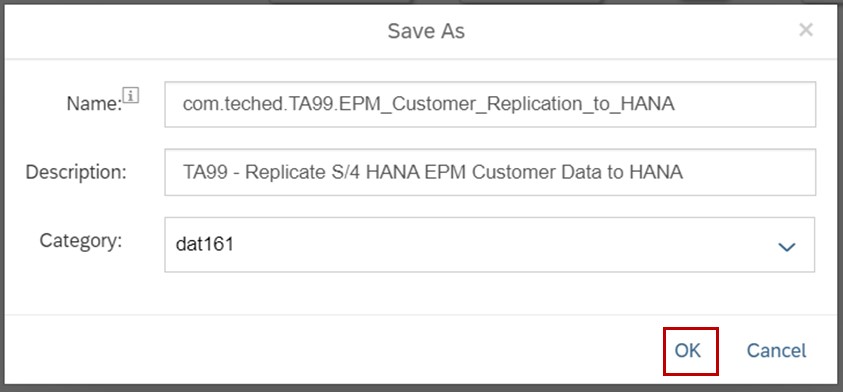 Save As
×
Name: i
com.teched.TA99.EPM_Customer_Replication_to_HANA
Description:
TA99 - Replicate S/4 HANA EPM Customer Data to HANA
Category:
dat161
OK
Cancel